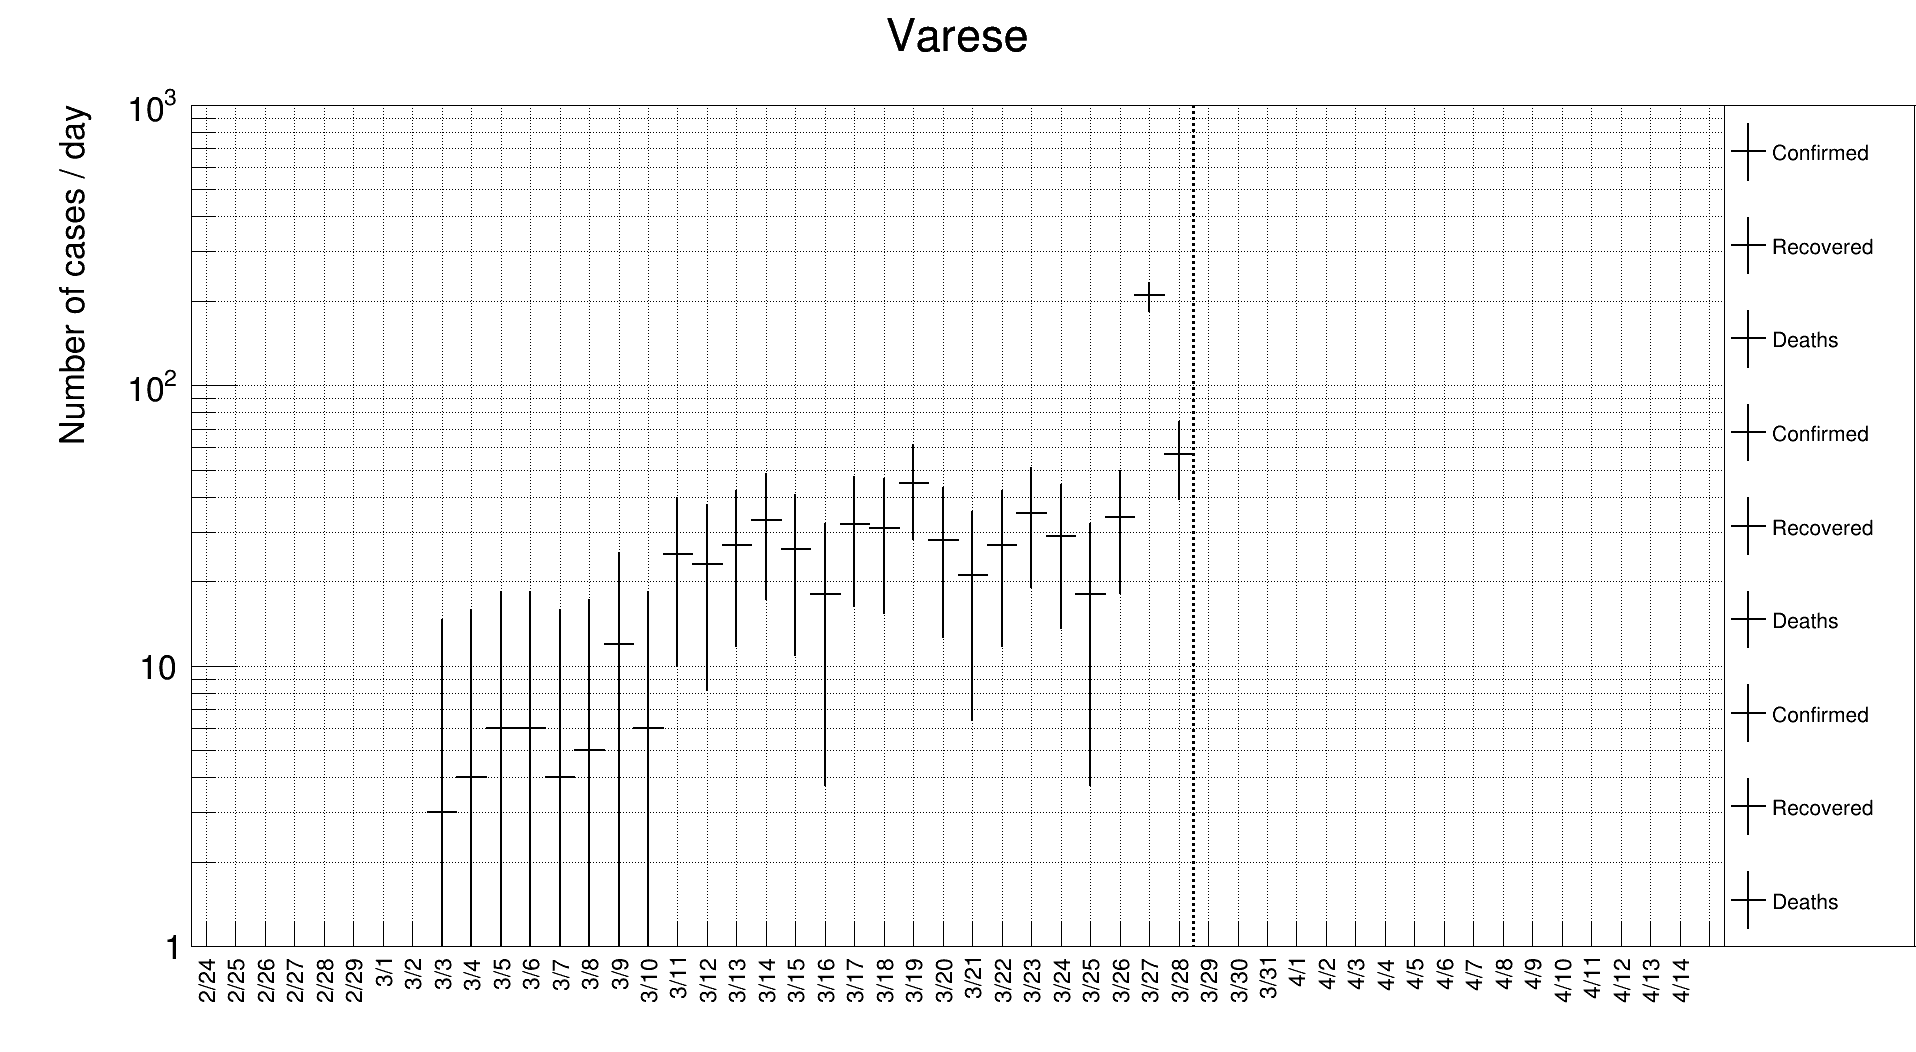 Varese
Number of cases / day
10³
10²
10
1
2/24 2/25 2/26 2/27 2/28 2/29 3/1 3/2 3/3 3/4 3/5 3/6 3/7 3/8 3/9 3/10 3/11 3/12 3/13 3/14 3/15 3/16 3/17 3/18 3/19 3/20 3/21 3/22 3/23 3/24 3/25 3/26 3/27 3/28 3/29 3/30 3/31 4/1 4/2 4/3 4/4 4/5 4/6 4/7 4/8 4/9 4/10 4/11 4/12 4/13 4/14
Confirmed
Recovered
Deaths
Confirmed
Recovered
Deaths
Confirmed
Recovered
Deaths